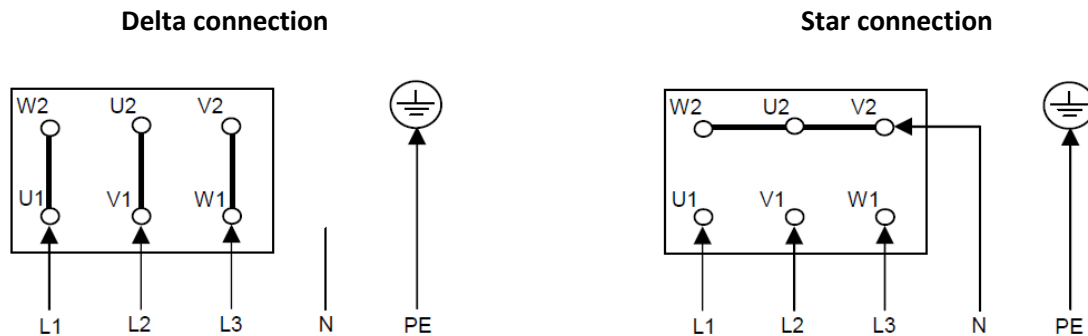 Delta connection
Star connection
W2 U2 V2
U1 V1 W1
L1 L2 L3 N PE
W2 U2 V2
U1 V1 W1
L1 L2 L3 N PE